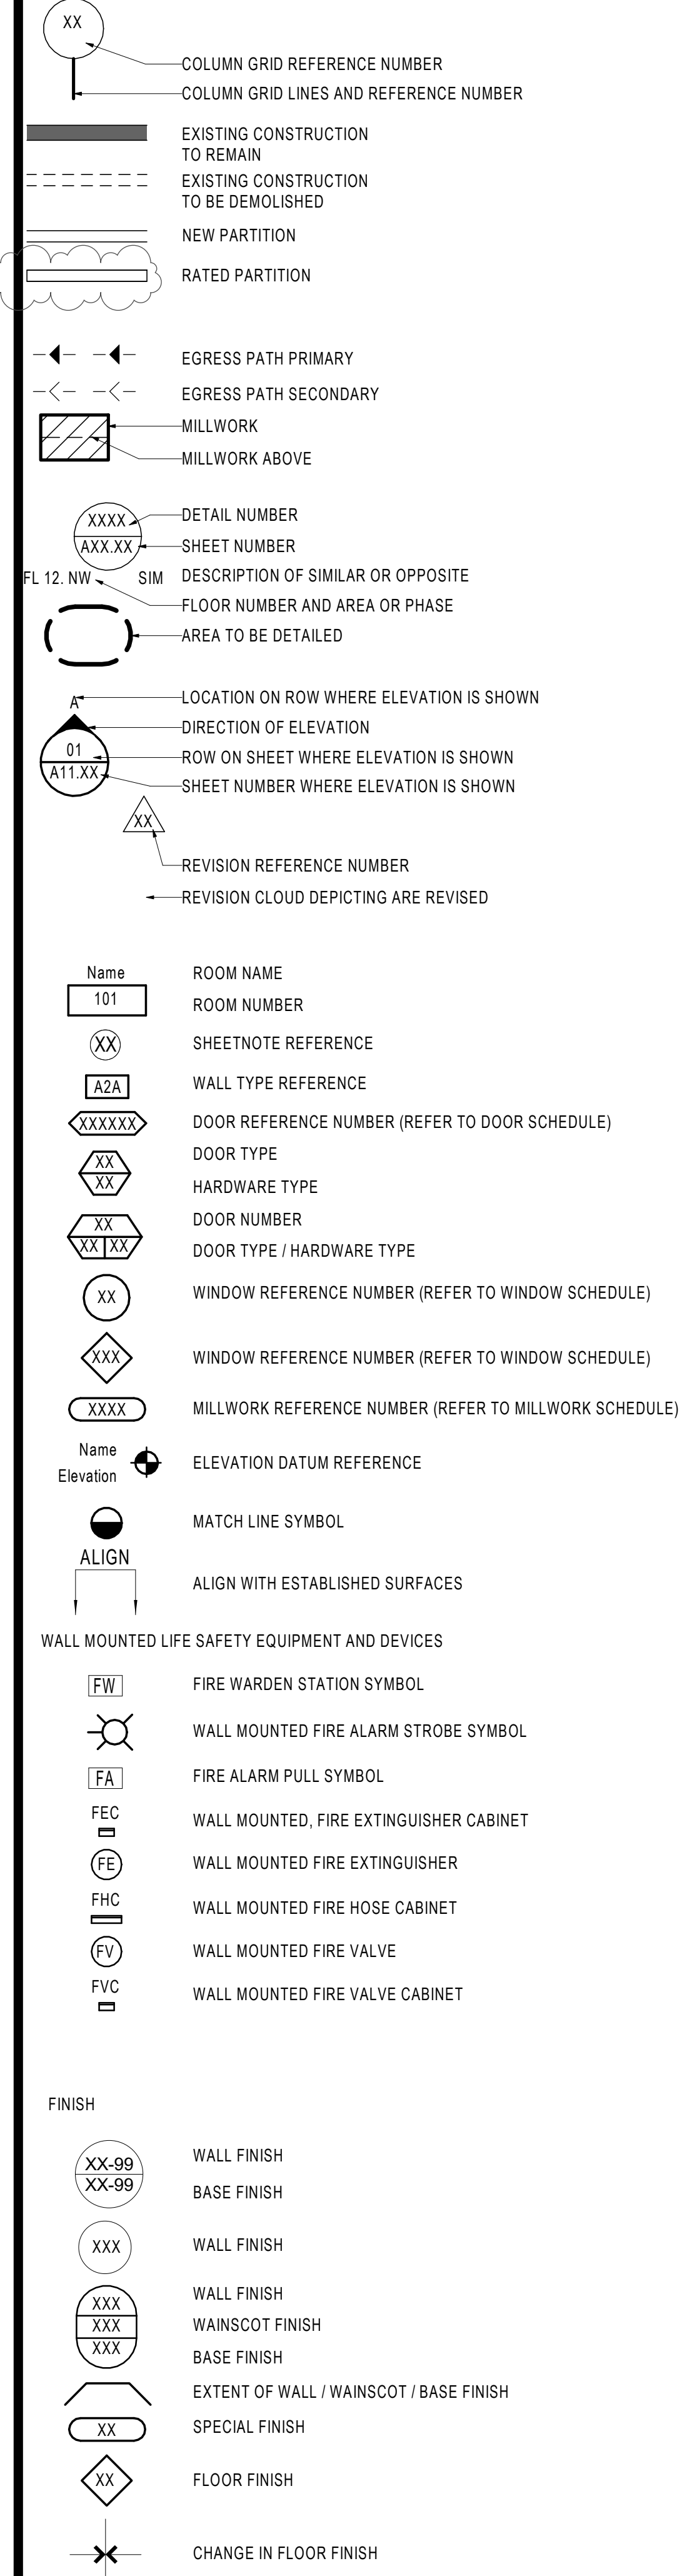 XX
COLUMN GRID REFERENCE NUMBER
COLUMN GRID LINES AND REFERENCE NUMBER
EXISTING CONSTRUCTION
TO REMAIN
EXISTING CONSTRUCTION
TO BE DEMOLISHED
NEW PARTITION
RATED PARTITION
EGRESS PATH PRIMARY
EGRESS PATH SECONDARY
MILLWORK
MILLWORK ABOVE
XXXX DETAIL NUMBER
AXX.XX SHEET NUMBER
FL 12. NW SIM DESCRIPTION OF SIMILAR OR OPPOSITE
FLOOR NUMBER AND AREA OR PHASE
AREA TO BE DETAILED
A LOCATION ON ROW WHERE ELEVATION IS SHOWN
DIRECTION OF ELEVATION
01 ROW ON SHEET WHERE ELEVATION IS SHOWN
A11.XX SHEET NUMBER WHERE ELEVATION IS SHOWN
XX
REVISION REFERENCE NUMBER
REVISION CLOUD DEPICTING ARE REVISED
Name ROOM NAME
101 ROOM NUMBER
XX SHEETNOTE REFERENCE
A2A WALL TYPE REFERENCE
XXXXXX DOOR REFERENCE NUMBER (REFER TO DOOR SCHEDULE)
XX DOOR TYPE
XX HARDWARE TYPE
XX DOOR NUMBER
XX XX DOOR TYPE / HARDWARE TYPE
XX WINDOW REFERENCE NUMBER (REFER TO WINDOW SCHEDULE)
XXX WINDOW REFERENCE NUMBER (REFER TO WINDOW SCHEDULE)
XXXX MILLWORK REFERENCE NUMBER (REFER TO MILLWORK SCHEDULE)
Name
Elevation ELEVATION DATUM REFERENCE
MATCH LINE SYMBOL
ALIGN
ALIGN WITH ESTABLISHED SURFACES
WALL MOUNTED LIFE SAFETY EQUIPMENT AND DEVICES
FW FIRE WARDEN STATION SYMBOL
WALL MOUNTED FIRE ALARM STROBE SYMBOL
FA FIRE ALARM PULL SYMBOL
FEC WALL MOUNTED, FIRE EXTINGUISHER CABINET
FE WALL MOUNTED FIRE EXTINGUISHER
FHC WALL MOUNTED FIRE HOSE CABINET
FV WALL MOUNTED FIRE VALVE
FVC WALL MOUNTED FIRE VALVE CABINET
FINISH
XX-99 WALL FINISH
XX-99 BASE FINISH
XXX WALL FINISH
XXX WALL FINISH
XXX WAINSCOT FINISH
XXX BASE FINISH
EXTENT OF WALL / WAINSCOT / BASE FINISH
XX SPECIAL FINISH
XX FLOOR FINISH
CHANGE IN FLOOR FINISH